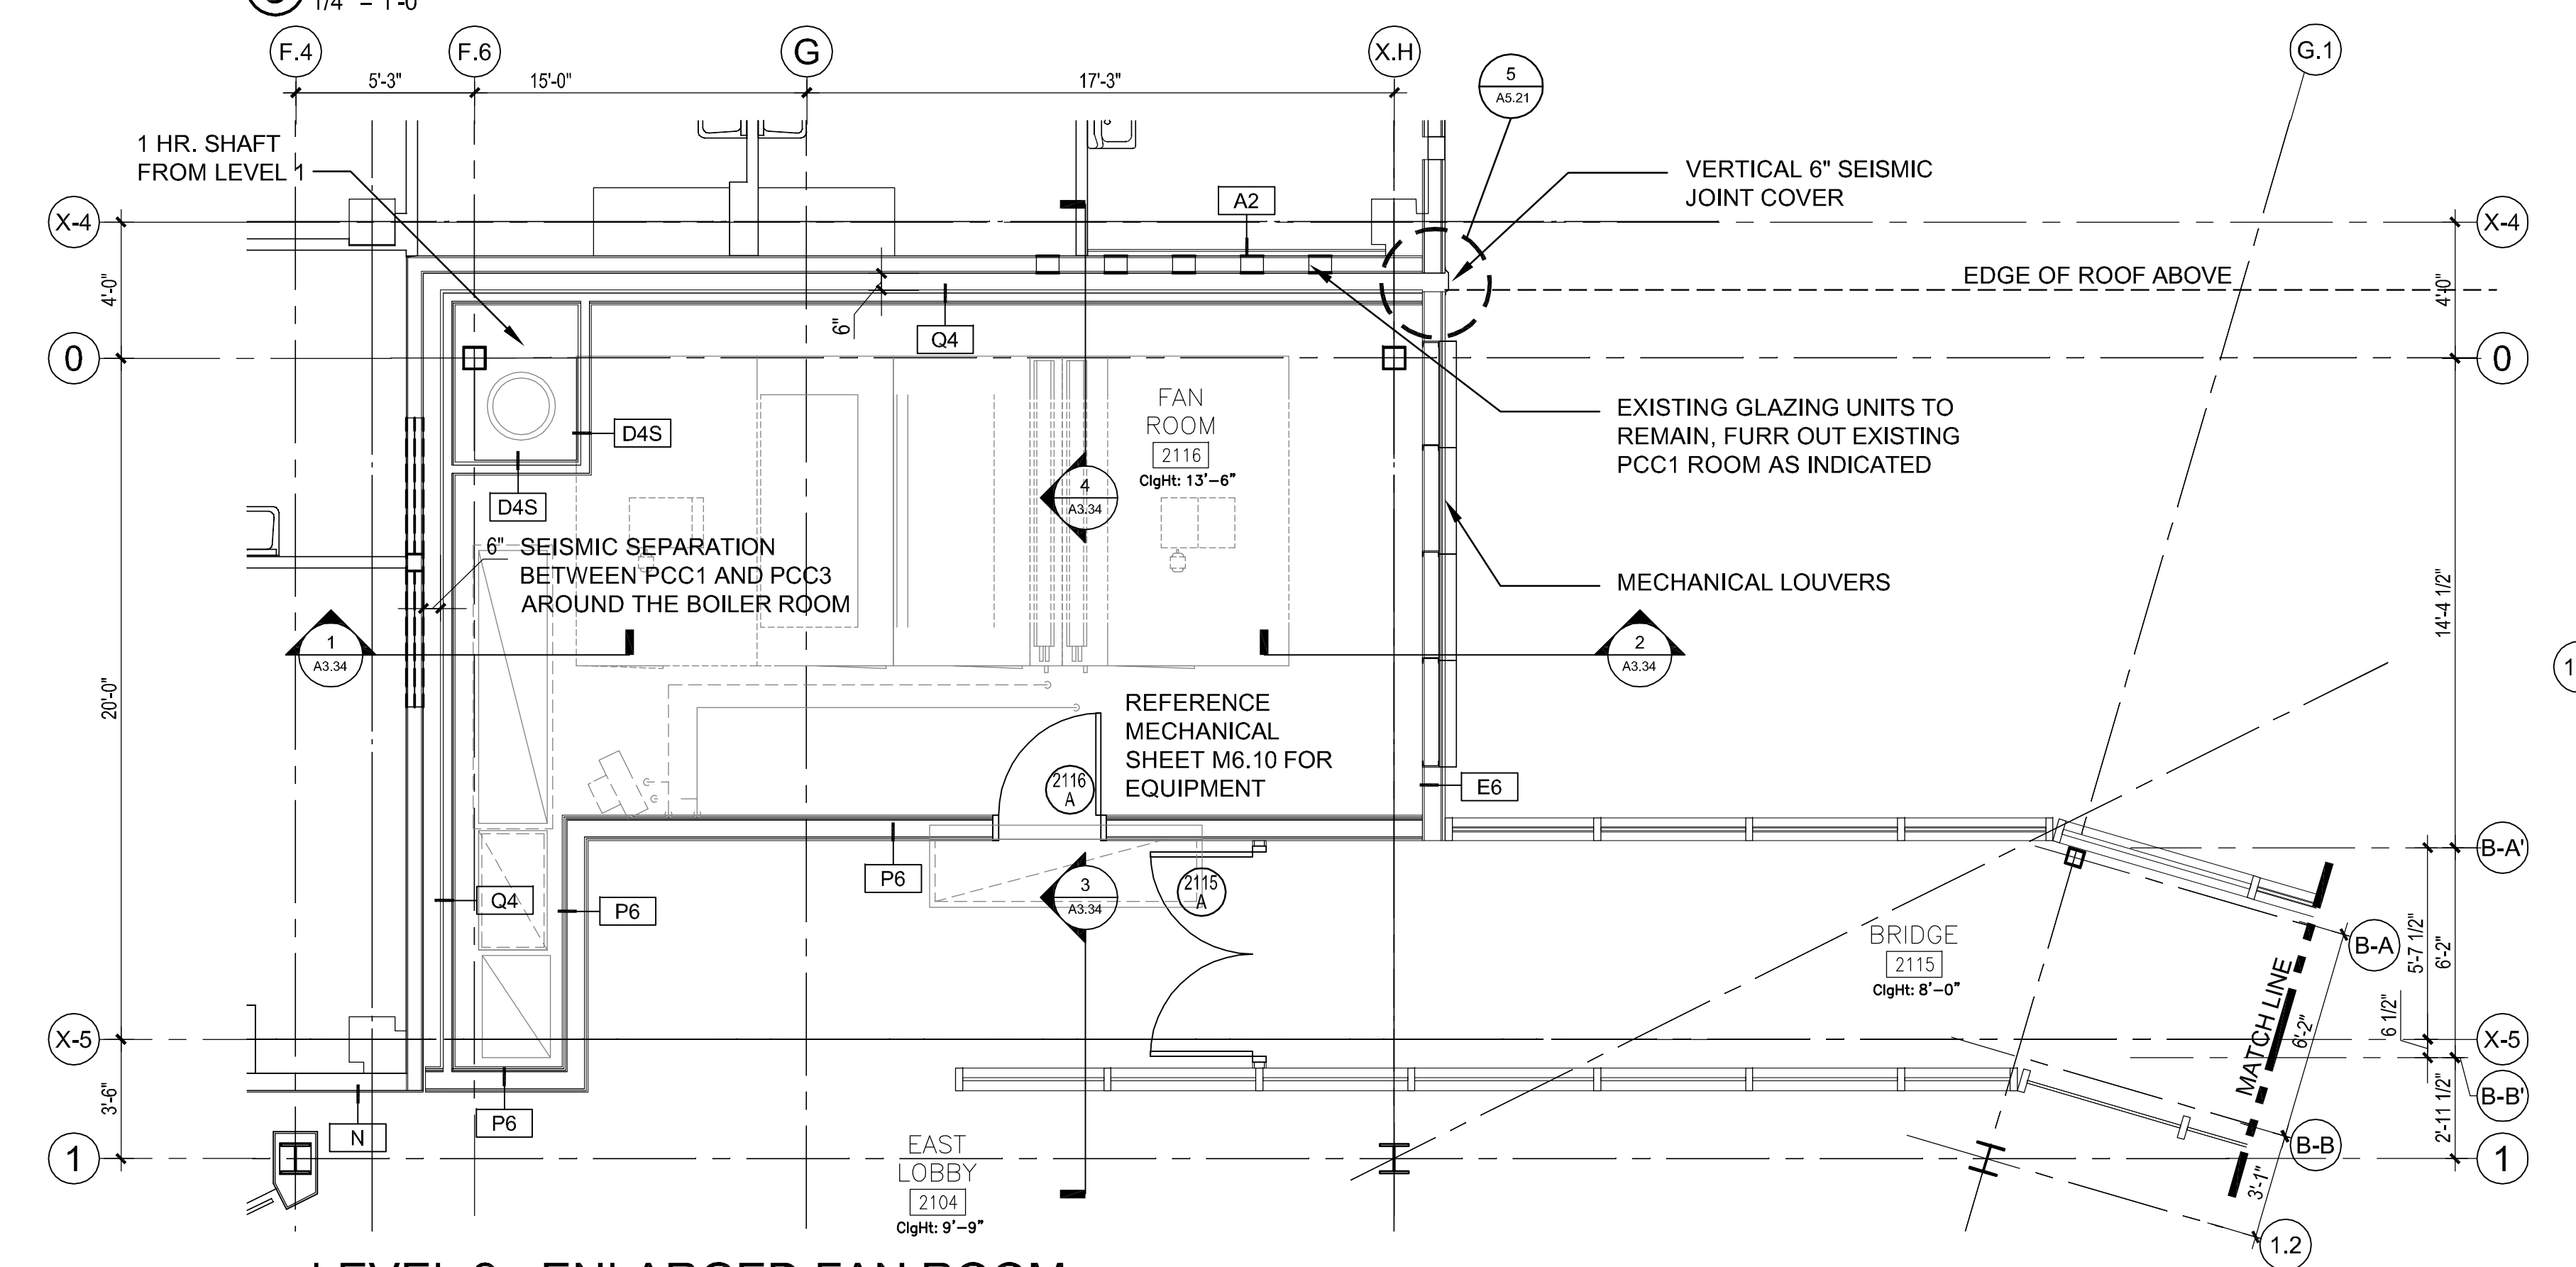 1/4" = 1'-0"
F.4
F.6
G
X.H
G.1
5'-3"
15'-0"
17'-3"
5
A5.21
1 HR. SHAFT
FROM LEVEL 1
VERTICAL 6" SEISMIC
JOINT COVER
A2
X-4
X-4
4'-0"
EDGE OF ROOF ABOVE
4'-0"
6"
Q4
0
0
FAN
ROOM
2116
ClgHt: 13'-6"
EXISTING GLAZING UNITS TO
REMAIN, FURR OUT EXISTING
PCC1 ROOM AS INDICATED
D4S
D4S
4
A3.34
6" SEISMIC SEPARATION
BETWEEN PCC1 AND PCC3
AROUND THE BOILER ROOM
MECHANICAL LOUVERS
14'-4 1/2"
1
A3.34
2
A3.34
20'-0"
REFERENCE
MECHANICAL
SHEET M6.10 FOR
EQUIPMENT
2116
A
E6
P6
B-A'
3
A3.34
2115
A
Q4
P6
BRIDGE
2115
ClgHt: 8'-0"
B-A
5'-7 1/2"
6'-2"
MATCH LINE
6'-2"
6 1/2"
X-5
X-5
3'-6"
P6
N
B-B'
2'-11 1/2"
B-B
1
1
EAST
LOBBY
2104
ClgHt: 9'-9"
3'-1"
1.2